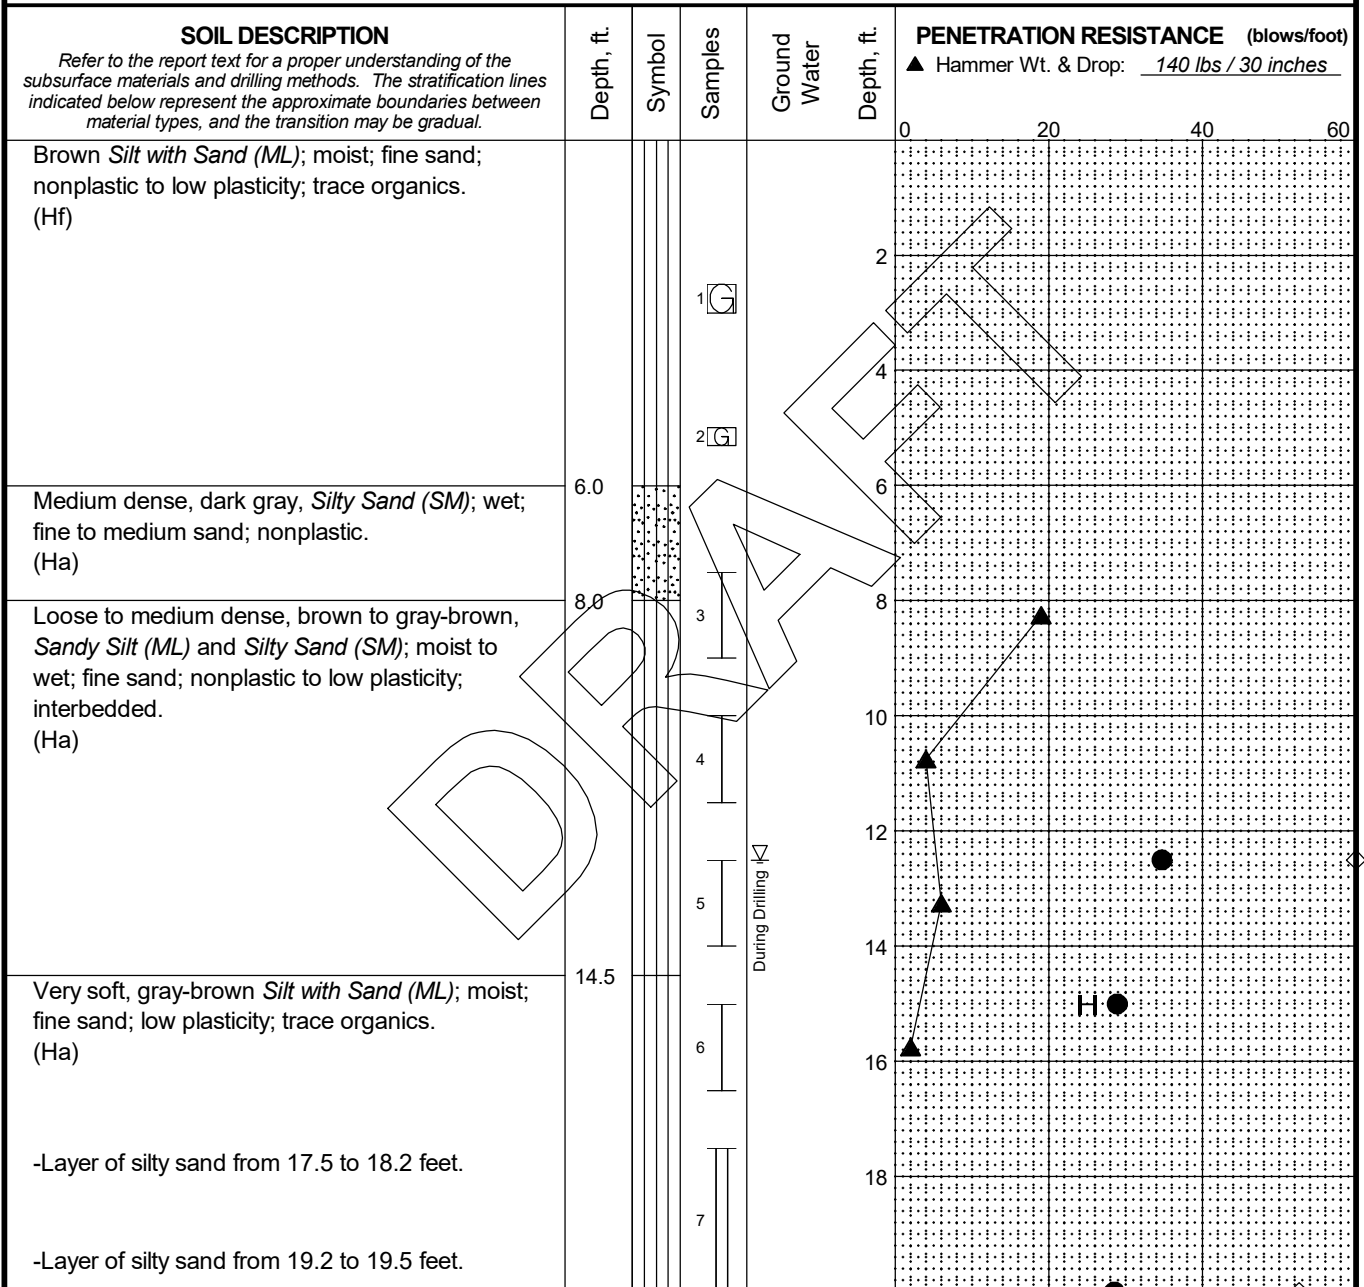 SOIL DESCRIPTION
Refer to the report text for a proper understanding of the
subsurface materials and drilling methods. The stratification lines
indicated below represent the approximate boundaries between
material types, and the transition may be gradual.
Depth, ft.
Symbol
Samples
Ground
Water
Depth, ft.
PENETRATION RESISTANCE (blows/foot)
▲ Hammer Wt. & Drop: 140 lbs / 30 inches
0 20 40 60
Brown Silt with Sand (ML); moist; fine sand;
nonplastic to low plasticity; trace organics.
(Hf)
2
1 G
4
2 G
6.0
6
Medium dense, dark gray, Silty Sand (SM); wet;
fine to medium sand; nonplastic.
(Ha)
8.0
8
3
Loose to medium dense, brown to gray-brown,
Sandy Silt (ML) and Silty Sand (SM); moist to
wet; fine sand; nonplastic to low plasticity;
interbedded.
(Ha)
10
4
12
5
During Drilling
14
14.5
Very soft, gray-brown Silt with Sand (ML); moist;
fine sand; low plasticity; trace organics.
(Ha)
6
16
-Layer of silty sand from 17.5 to 18.2 feet.
18
7
-Layer of silty sand from 19.2 to 19.5 feet.
DRAFT